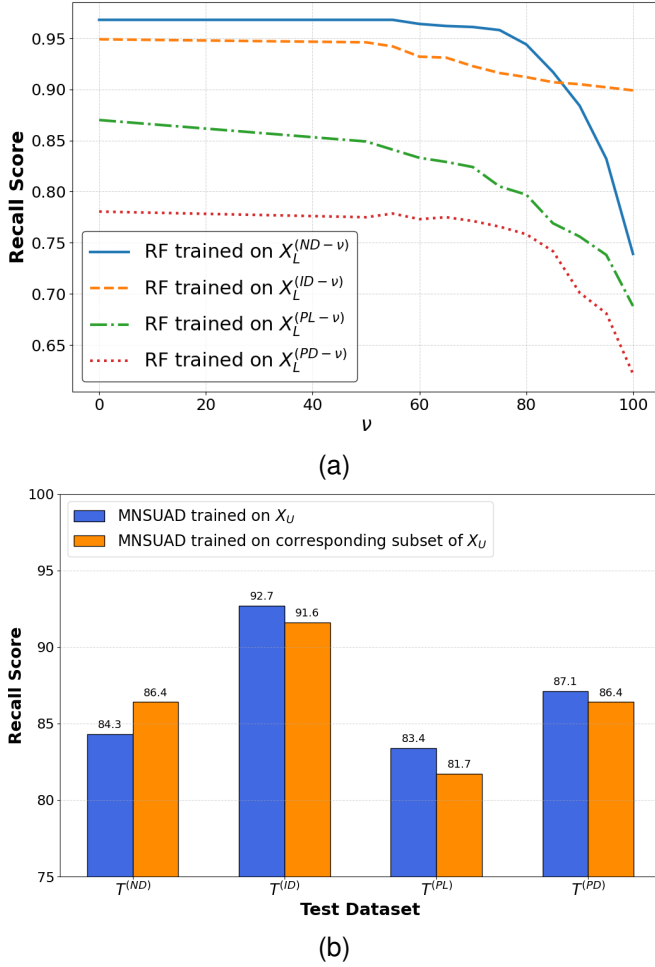 Recall Score
0.95
0.90
0.85
0.80
0.75
0.70
0.65
RF trained on X_L^(ND−ν)
RF trained on X_L^(ID−ν)
RF trained on X_L^(PL−ν)
RF trained on X_L^(PD−ν)
0 20 40 60 80 100
ν
(a)
Recall Score
100
95
90
85
80
75
MNSUAD trained on X_U
MNSUAD trained on corresponding subset of X_U
84.3 86.4 92.7 91.6 83.4 81.7 87.1 86.4
T^(ND) T^(ID) T^(PL) T^(PD)
Test Dataset
(b)